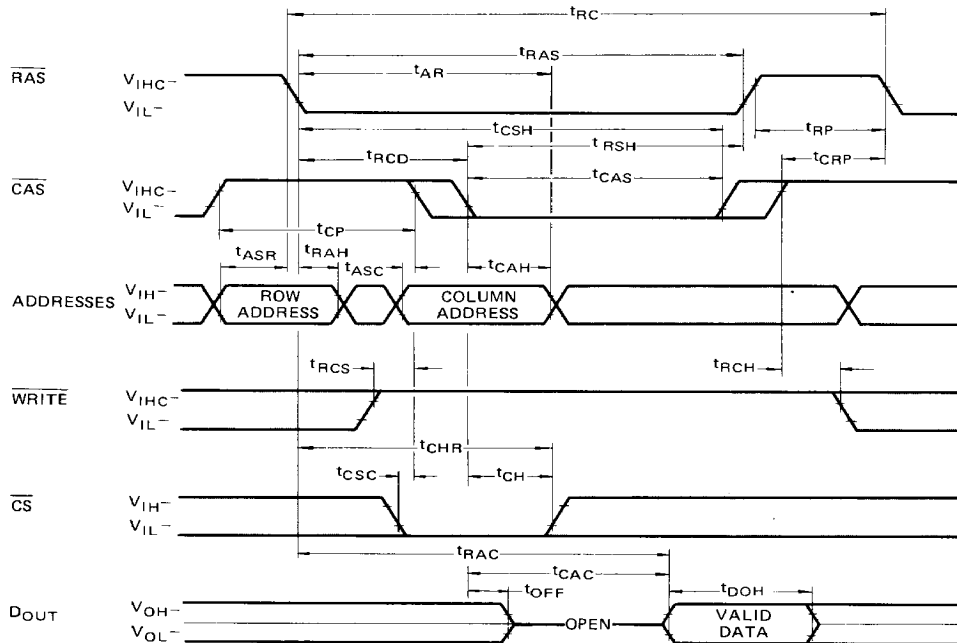 tRC
tRAS
RAS VIHC
tAR
VIL
tCSH
tRP
tRSH
tRCD
tCRP
tCAS
CAS VIHC
VIL
tCP
tASR tRAH tASC tCAH
ADDRESSES VIH
VIL
ROW ADDRESS
COLUMN ADDRESS
tRCS tRCH
WRITE VIHC
VIL
tCHR
tCSC tCH
CS VIH
VIL
tRAC
tCAC
tOFF tDOH
DOUT VOH
VOL
OPEN
VALID DATA